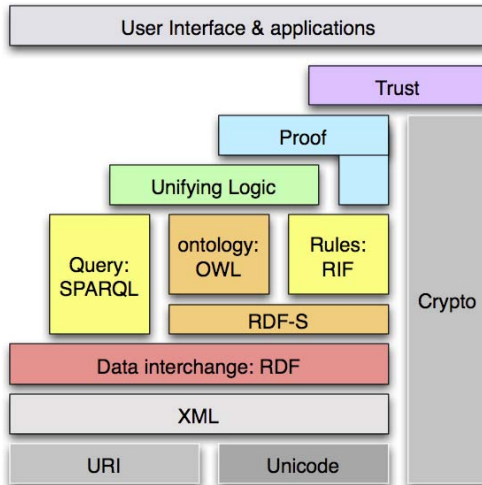 User Interface & applications
Trust
Proof
Unifying Logic
ontology:
OWL
Rules:
RIF
Query:
SPARQL
Crypto
RDF-S
Data interchange: RDF
XML
URI
Unicode